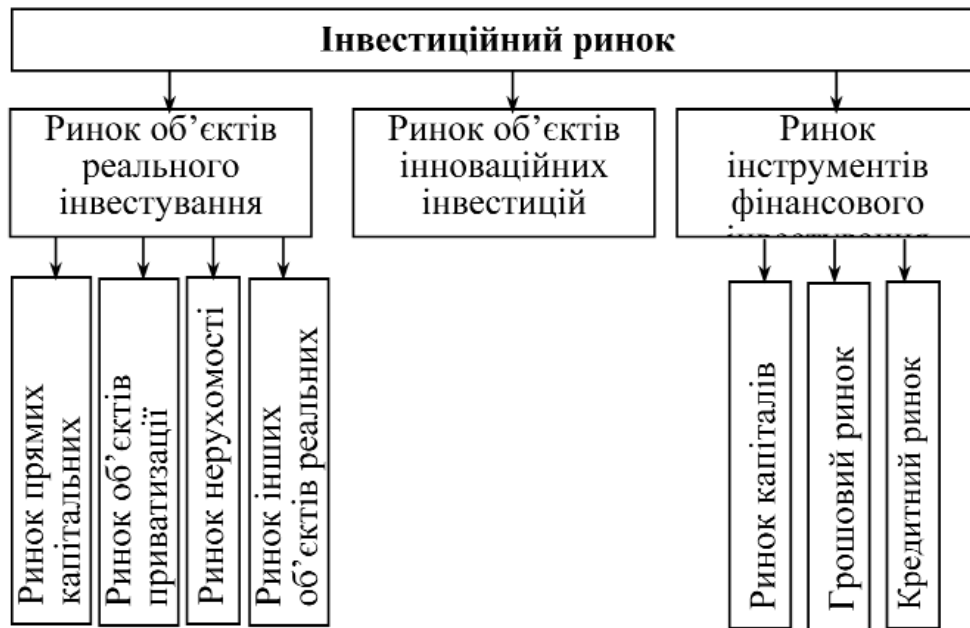 Інвестиційний ринок
Ринок об’єктів
реального
інвестування
Ринок об’єктів
інноваційних
інвестицій
Ринок
інструментів
фінансового
інвестування
Ринок прямих
капітальних
Ринок об’єктів
приватизації
Ринок нерухомості
Ринок інших
об’єктів реальних
Ринок капіталів
Грошовий ринок
Кредитний ринок